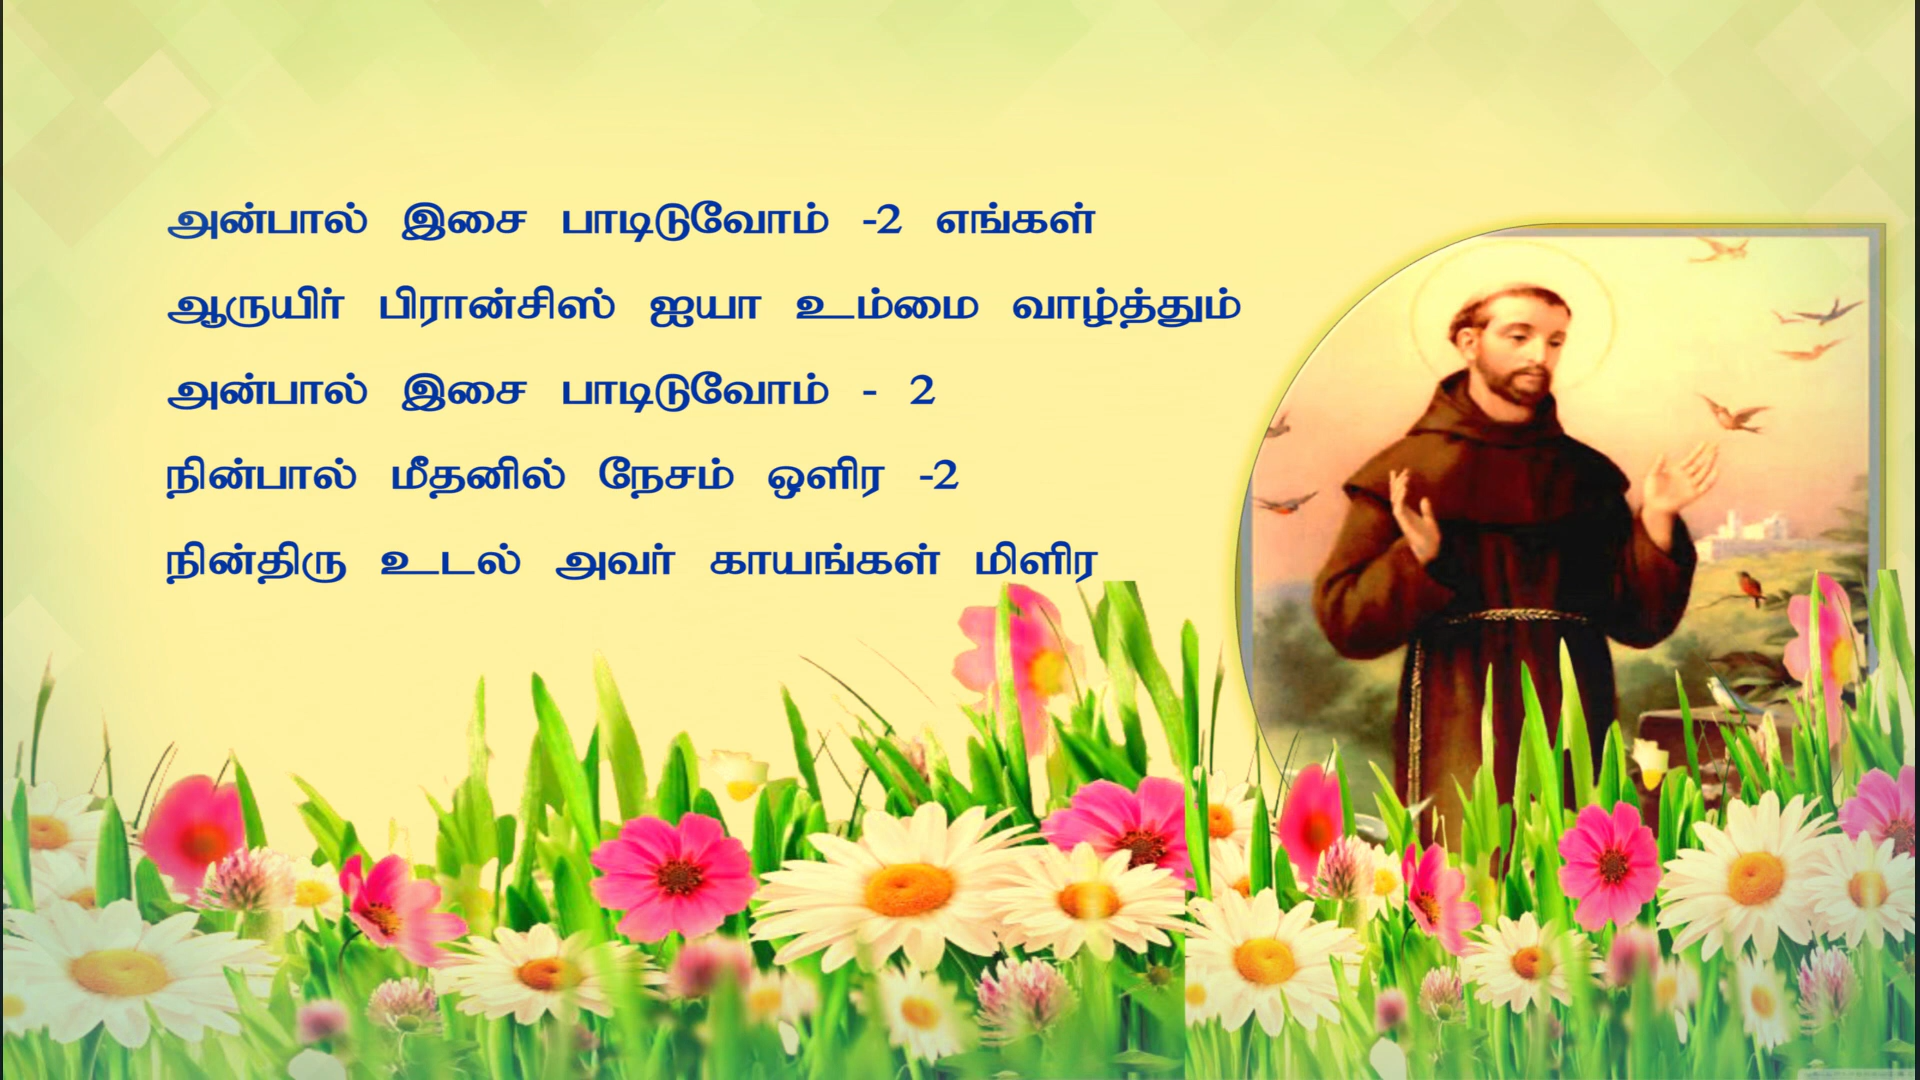 அன்பால் இசை பாடிடுவோம் -2 எங்கள்
ஆருயிர் பிரான்சிஸ் ஐயா உம்மை வாழ்த்தும்
அன்பால் இசை பாடிடுவோம் - 2
நின்பால் மீதனில் நேசம் ஒளிர -2
நின்திரு உடல் அவர் காயங்கள் மிளிர